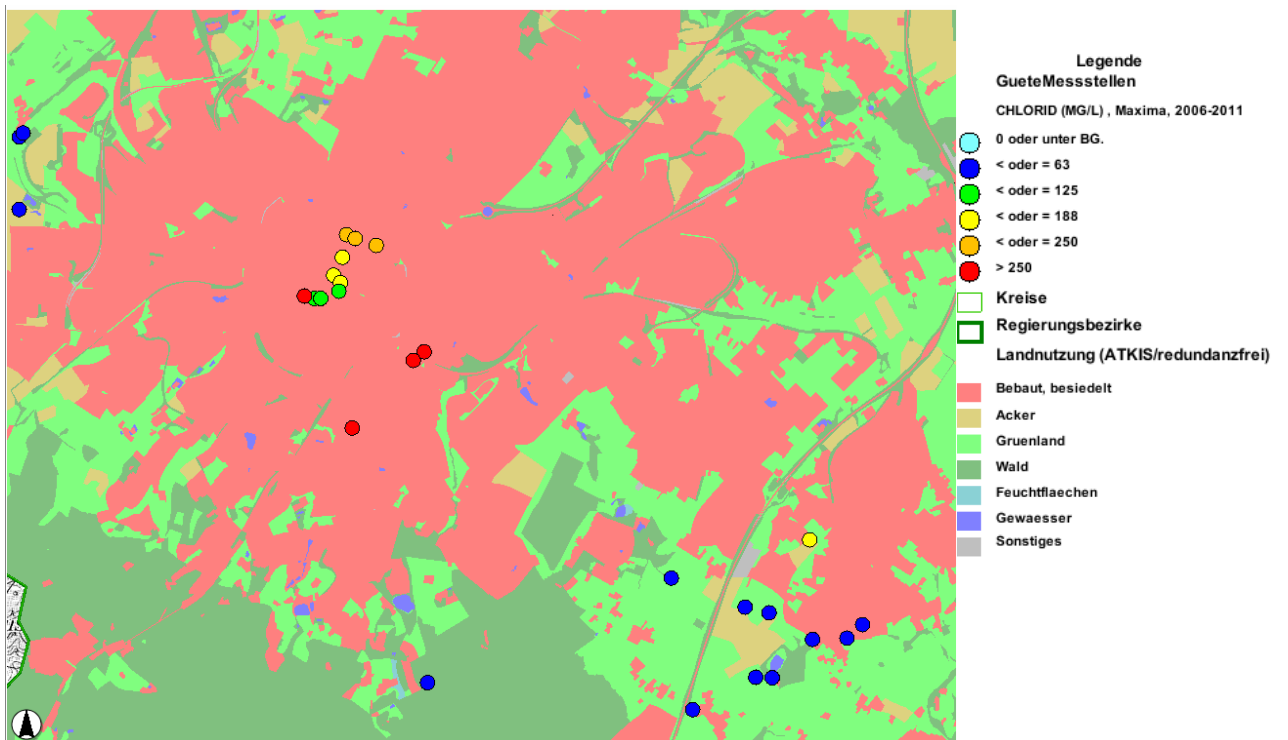 Legende
GueteMessstellen
CHLORID (MG/L) , Maxima, 2006-2011
0 oder unter BG.
< oder = 63
< oder = 125
< oder = 188
< oder = 250
> 250
Kreise
Regierungsbezirke
Landnutzung (ATKIS/redundanzfrei)
Bebaut, besiedelt
Acker
Gruenland
Wald
Feuchtflaechen
Gewaesser
Sonstiges